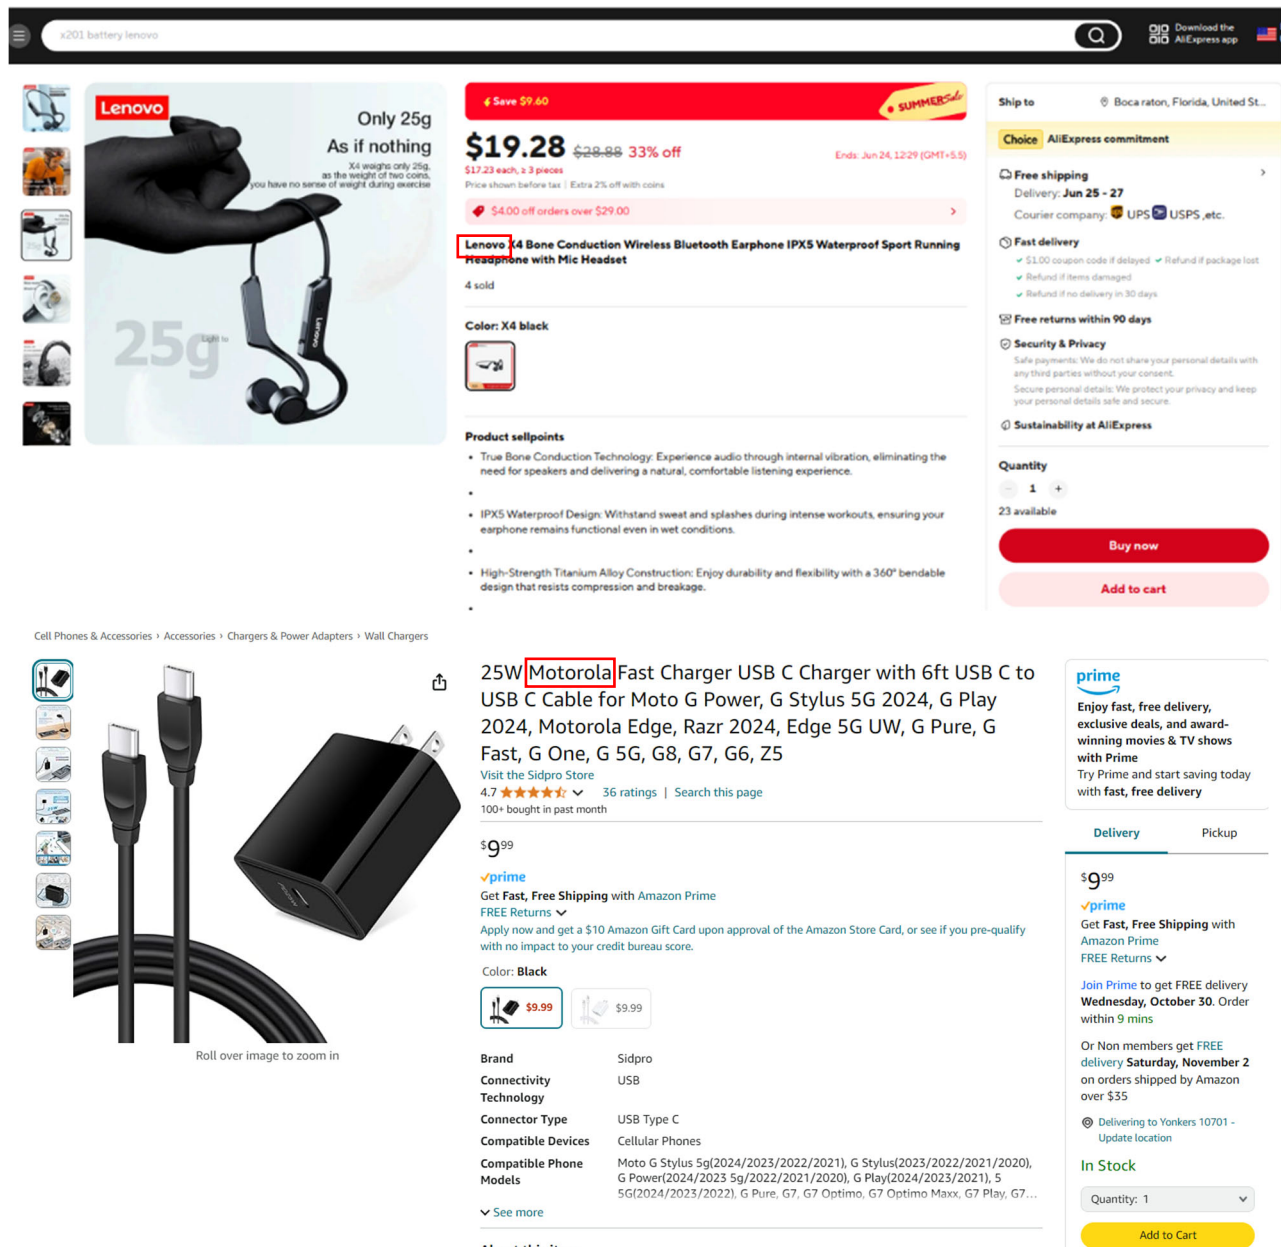 x201 battery lenovo
Download the
AliExpress app
Lenovo
Only 25g
As if nothing
X4 weighs only 25g,
as the weight of two coins,
you have no sense of weight during exercise
25g
Light to
Lenovo
Save $9.60
SUMMER Sale
$19.28 $28.88 33% off
Ends: Jun 24, 12:29 (GMT+5.5)
$17.23 each, ≥ 3 pieces
Price shown before tax | Extra 2% off with coins
$4.00 off orders over $29.00
Lenovo X4 Bone Conduction Wireless Bluetooth Earphone IPX5 Waterproof Sport Running
Headphone with Mic Headset
4 sold
Color: X4 black
Product sellpoints
• True Bone Conduction Technology: Experience audio through internal vibration, eliminating the
need for speakers and delivering a natural, comfortable listening experience.
•
• IPX5 Waterproof Design: Withstand sweat and splashes during intense workouts, ensuring your
earphone remains functional even in wet conditions.
•
• High-Strength Titanium Alloy Construction: Enjoy durability and flexibility with a 360° bendable
design that resists compression and breakage.
•
Ship to
Boca raton, Florida, United St...
Choice AliExpress commitment
Free shipping
Delivery: Jun 25 - 27
Courier company: UPS USPS ,etc.
Fast delivery
$1.00 coupon code if delayed Refund if package lost
Refund if items damaged
Refund if no delivery in 30 days
Free returns within 90 days
Security & Privacy
Safe payments: We do not share your personal details with
any third parties without your consent.
Secure personal details: We protect your privacy and keep
your personal details safe and secure.
Sustainability at AliExpress
Quantity
- 1 +
23 available
Buy now
Add to cart
Cell Phones & Accessories › Accessories › Chargers & Power Adapters › Wall Chargers
Roll over image to zoom in
25W Motorola Fast Charger USB C Charger with 6ft USB C to
USB C Cable for Moto G Power, G Stylus 5G 2024, G Play
2024, Motorola Edge, Razr 2024, Edge 5G UW, G Pure, G
Fast, G One, G 5G, G8, G7, G6, Z5
Visit the Sidpro Store
4.7 36 ratings | Search this page
100+ bought in past month
$9.99
prime
Get Fast, Free Shipping with Amazon Prime
FREE Returns
Apply now and get a $10 Amazon Gift Card upon approval of the Amazon Store Card, or see if you pre-qualify
with no impact to your credit bureau score.
Color: Black
$9.99
$9.99
Brand Sidpro
Connectivity USB
Technology
Connector Type USB Type C
Compatible Devices Cellular Phones
Compatible Phone Moto G Stylus 5g(2024/2023/2022/2021), G Stylus(2023/2022/2021/2020),
Models G Power(2024/2023 5g/2022/2021/2020), G Play(2024/2023/2021), 5
5G(2024/2023/2022), G Pure, G7, G7 Optimo, G7 Optimo Maxx, G7 Play, G7...
See more
About this it
prime
Enjoy fast, free delivery,
exclusive deals, and award-
winning movies & TV shows
with Prime
Try Prime and start saving today
with fast, free delivery
Delivery Pickup
$9.99
prime
Get Fast, Free Shipping with
Amazon Prime
FREE Returns
Join Prime to get FREE delivery
Wednesday, October 30. Order
within 9 mins
Or Non members get FREE
delivery Saturday, November 2
on orders shipped by Amazon
over $35
Delivering to Yonkers 10701 -
Update location
In Stock
Quantity: 1
Add to Cart